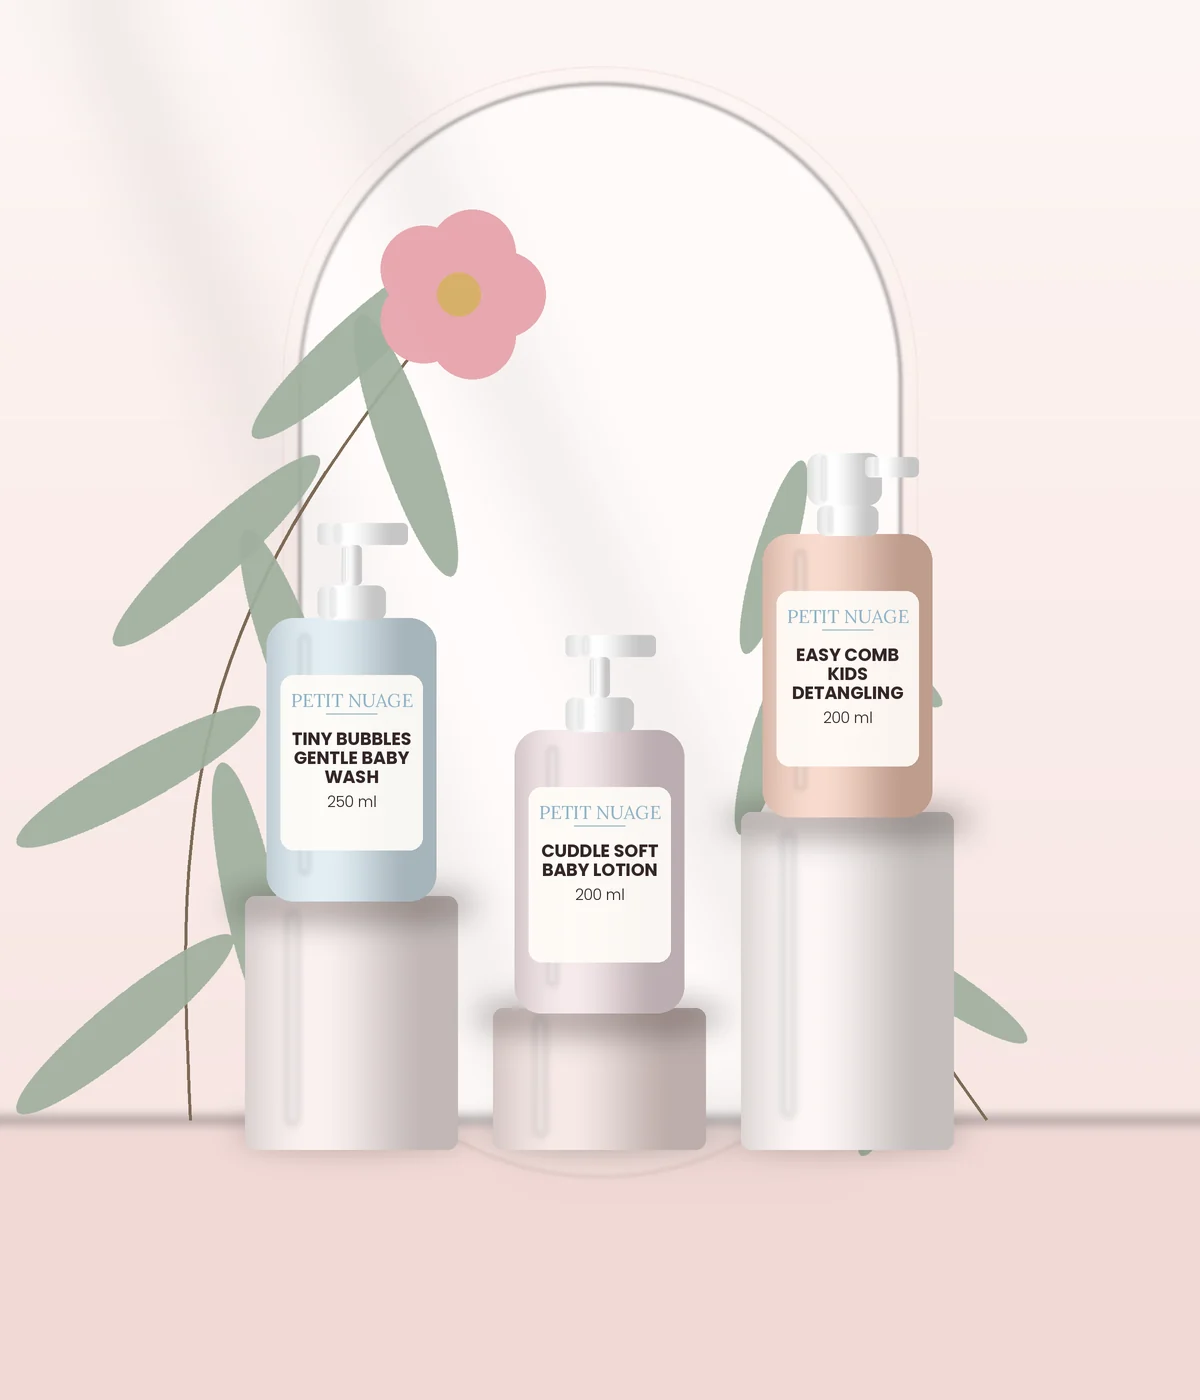 PETIT NUAGE
TINY BUBBLES
GENTLE BABY
WASH
250 ml
PETIT NUAGE
CUDDLE SOFT
BABY LOTION
200 ml
PETIT NUAGE
EASY COMB
KIDS
DETANGLING
200 ml